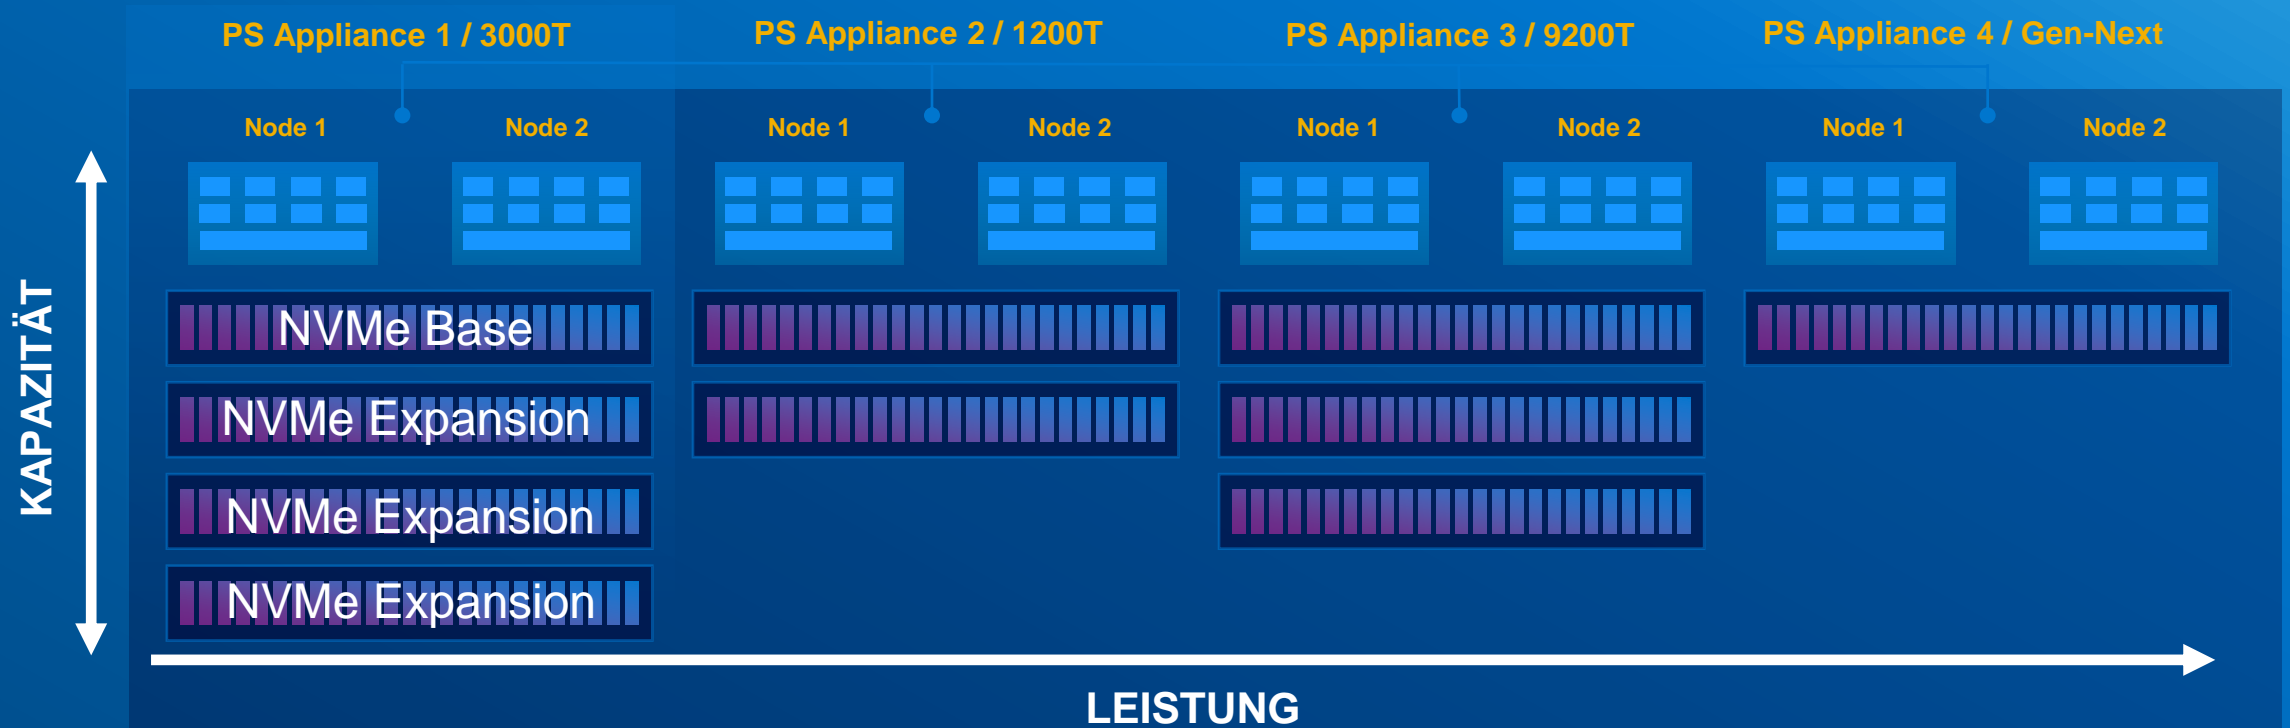 PS Appliance 1 / 3000T
PS Appliance 2 / 1200T
PS Appliance 3 / 9200T
PS Appliance 4 / Gen-Next
Node 1
Node 2
Node 1
Node 2
Node 1
Node 2
Node 1
Node 2
KAPAZITÄT
NVMe Base
NVMe Expansion
NVMe Expansion
NVMe Expansion
LEISTUNG